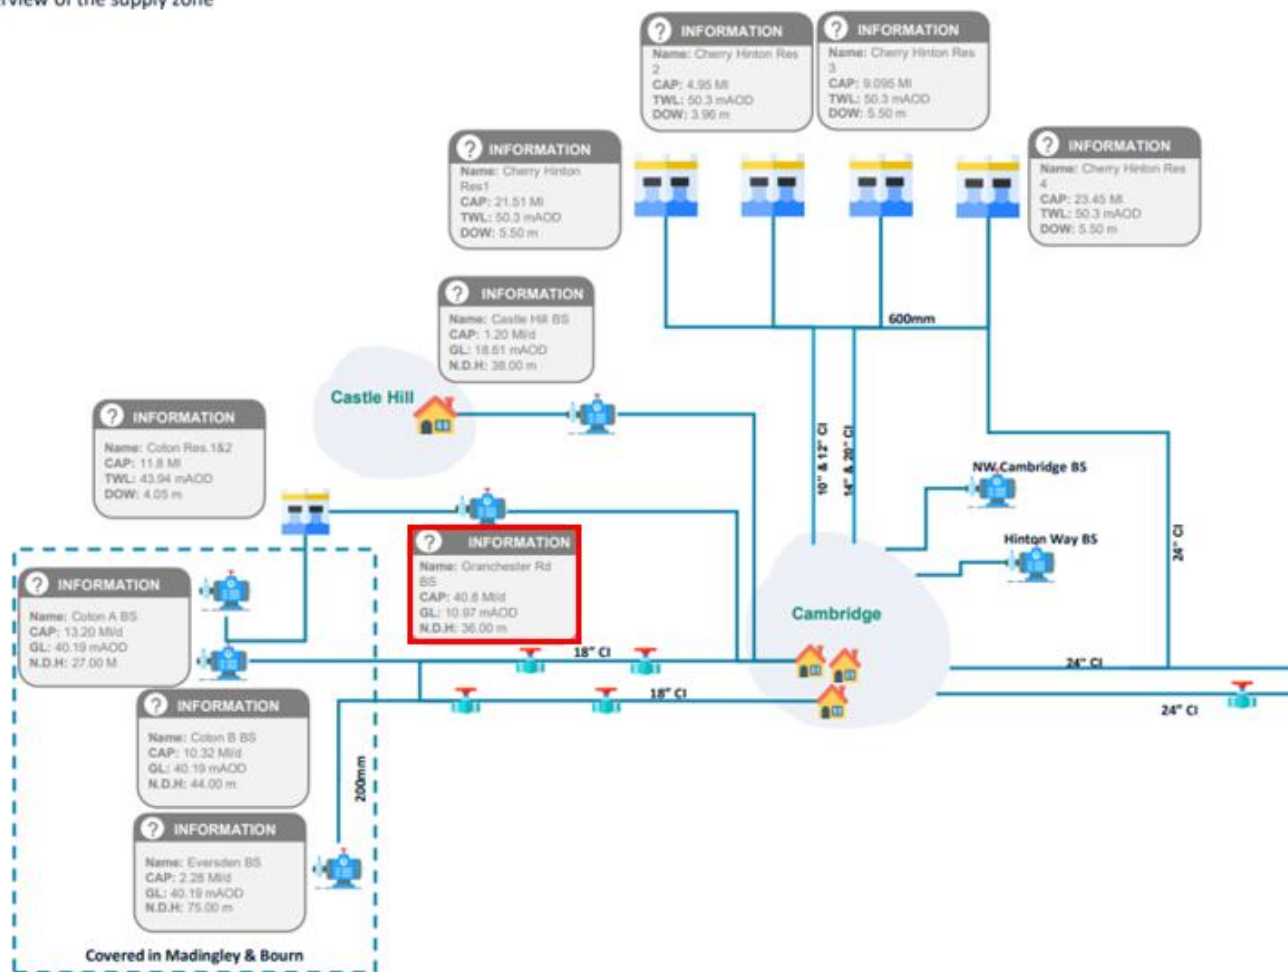 overview of the supply zone
INFORMATION
Name: Cherry Hinton Res
2
CAP: 4.95 Ml
TWL: 50.3 mAOD
DOW: 3.96 m
INFORMATION
Name: Cherry Hinton Res
3
CAP: 9.095 Ml
TWL: 50.3 mAOD
DOW: 5.50 m
INFORMATION
Name: Cherry Hinton
Res1
CAP: 21.51 Ml
TWL: 50.3 mAOD
DOW: 5.50 m
INFORMATION
Name: Cherry Hinton Res
4
CAP: 23.45 Ml
TWL: 50.3 mAOD
DOW: 5.50 m
600mm
INFORMATION
Name: Castle Hill BS
CAP: 1.20 Ml/d
GL: 18.61 mAOD
N.D.H: 38.00 m
Castle Hill
10" & 12" CI
14" & 20" CI
INFORMATION
Name: Coton Res.1&2
CAP: 11.8 Ml
TWL: 43.94 mAOD
DOW: 4.05 m
NW Cambridge BS
Hinton Way BS
24" CI
INFORMATION
Name: Granchester Rd
BS
CAP: 40.8 Ml/d
GL: 10.97 mAOD
N.D.H: 36.00 m
INFORMATION
Name: Coton A BS
CAP: 13.20 Ml/d
GL: 40.19 mAOD
N.D.H: 27.00 M
Cambridge
18" CI
18" CI
24" CI
24" CI
INFORMATION
Name: Coton B BS
CAP: 10.32 Ml/d
GL: 40.19 mAOD
N.D.H: 44.00 m
200mm
INFORMATION
Name: Eversden BS
CAP: 2.28 Ml/d
GL: 40.19 mAOD
N.D.H: 75.00 m
Covered in Madingley & Bourn